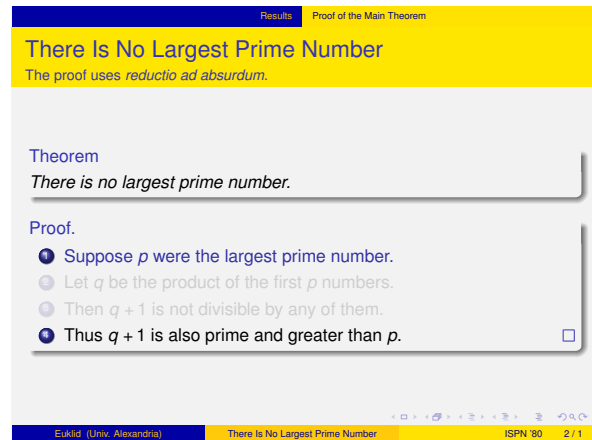 Results Proof of the Main Theorem
There Is No Largest Prime Number
The proof uses reductio ad absurdum.
Theorem
There is no largest prime number.
Proof.
1 Suppose p were the largest prime number.
2 Let q be the product of the first p numbers.
3 Then q + 1 is not divisible by any of them.
4 Thus q + 1 is also prime and greater than p. □
Euklid (Univ. Alexandria) There Is No Largest Prime Number ISPN '80 2 / 1